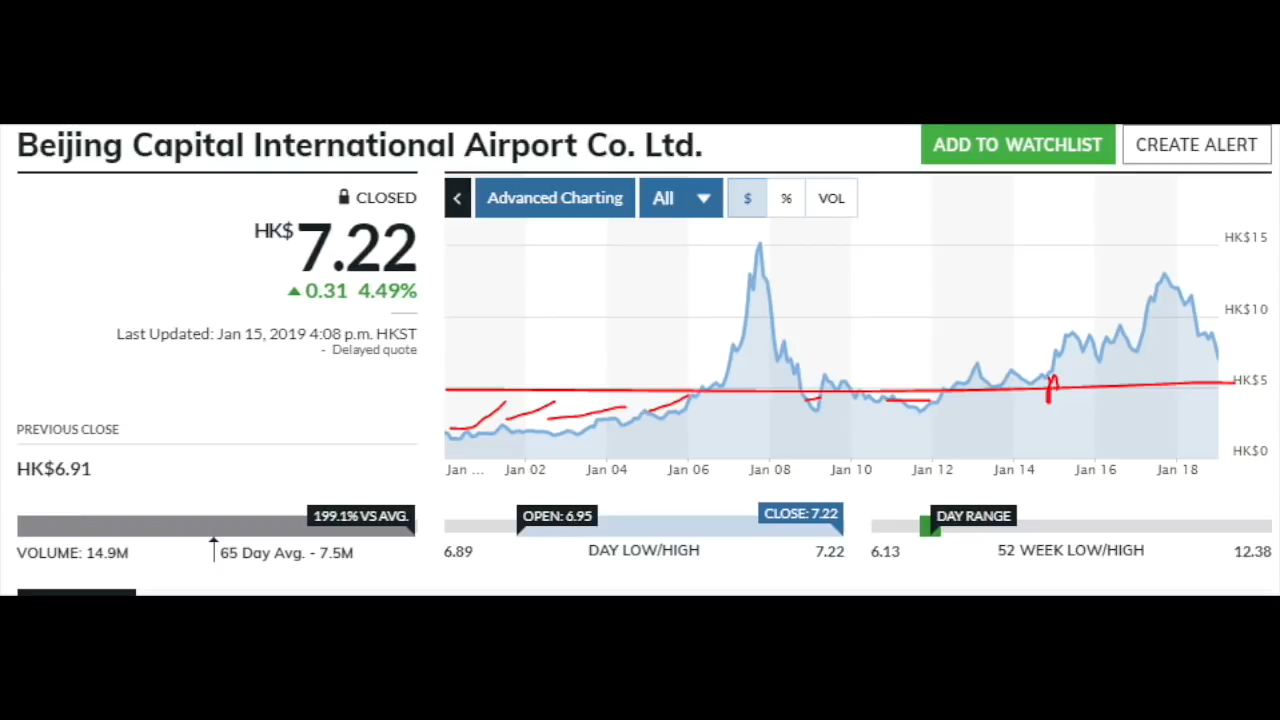 Beijing Capital International Airport Co. Ltd.
ADD TO WATCHLIST
CREATE ALERT
CLOSED
HK$ 7.22
0.31 4.49%
Last Updated: Jan 15, 2019 4:08 p.m. HKST
- Delayed quote
PREVIOUS CLOSE
HK$6.91
199.1% VS AVG.
VOLUME: 14.9M
65 Day Avg. - 7.5M
< Advanced Charting All $ % VOL
HK$15
HK$10
HK$5
HK$0
Jan ... Jan 02 Jan 04 Jan 06 Jan 08 Jan 10 Jan 12 Jan 14 Jan 16 Jan 18
OPEN: 6.95
CLOSE: 7.22
6.89 DAY LOW/HIGH 7.22
DAY RANGE
6.13 52 WEEK LOW/HIGH 12.38